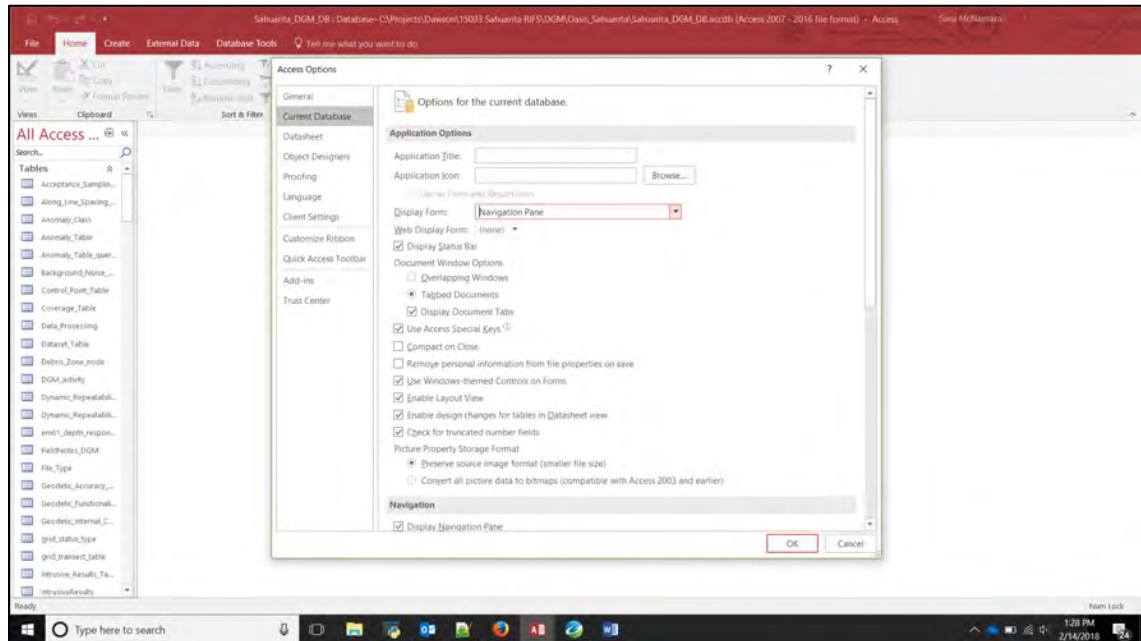 Sahuarita_DGM_DB : Database- C:\Projects\Dawson\15033 Sahuarita RIFS\DGM\Oasis_Sahuarita\Sahuarita_DGM_DB.accdb (Access 2007 - 2016 file format) - Access
Sara McNamara
File
Home
Create
External Data
Database Tools
Tell me what you want to do
View
Cut
Copy
Format Painter
Ascending
Descending
Views
Clipboard
Sort & Filter
All Access ...
Search...
Tables
Acceptance_Samplin...
Along_Line_Spacing_...
Anomaly_Class
Anomaly_Table
Anomaly_Table_quer...
Background_Noise_...
Control_Point_Table
Coverage_Table
Data_Processing
Dataset_Table
Debris_Zone_node
DGM_activity
Dynamic_Repeatabili...
Dynamic_Repeatabili...
em61_depth_respon...
FieldNotes_DGM
File_Type
Geodetic_Accuracy_...
Geodetic_Functionali...
Geodetic_Internal_C...
grid_status_type
grid_transect_table
Intrusive_Results_Ta...
IntrusiveResults
Access Options
?
General
Current Database
Datasheet
Object Designers
Proofing
Language
Client Settings
Customize Ribbon
Quick Access Toolbar
Add-ins
Trust Center
Options for the current database.
Application Options
Application Title:
Application Icon:
Browse...
Use as Form and Report Icon
Display Form:
Navigation Pane
Web Display Form:
(none)
Display Status Bar
Document Window Options
Overlapping Windows
Tabbed Documents
Display Document Tabs
Use Access Special Keys
Compact on Close
Remove personal information from file properties on save
Use Windows-themed Controls on Forms
Enable Layout View
Enable design changes for tables in Datasheet view
Check for truncated number fields
Picture Property Storage Format
Preserve source image format (smaller file size)
Convert all picture data to bitmaps (compatible with Access 2003 and earlier)
Navigation
Display Navigation Pane
OK
Cancel
Ready
Num Lock
Type here to search
1:28 PM
2/14/2018